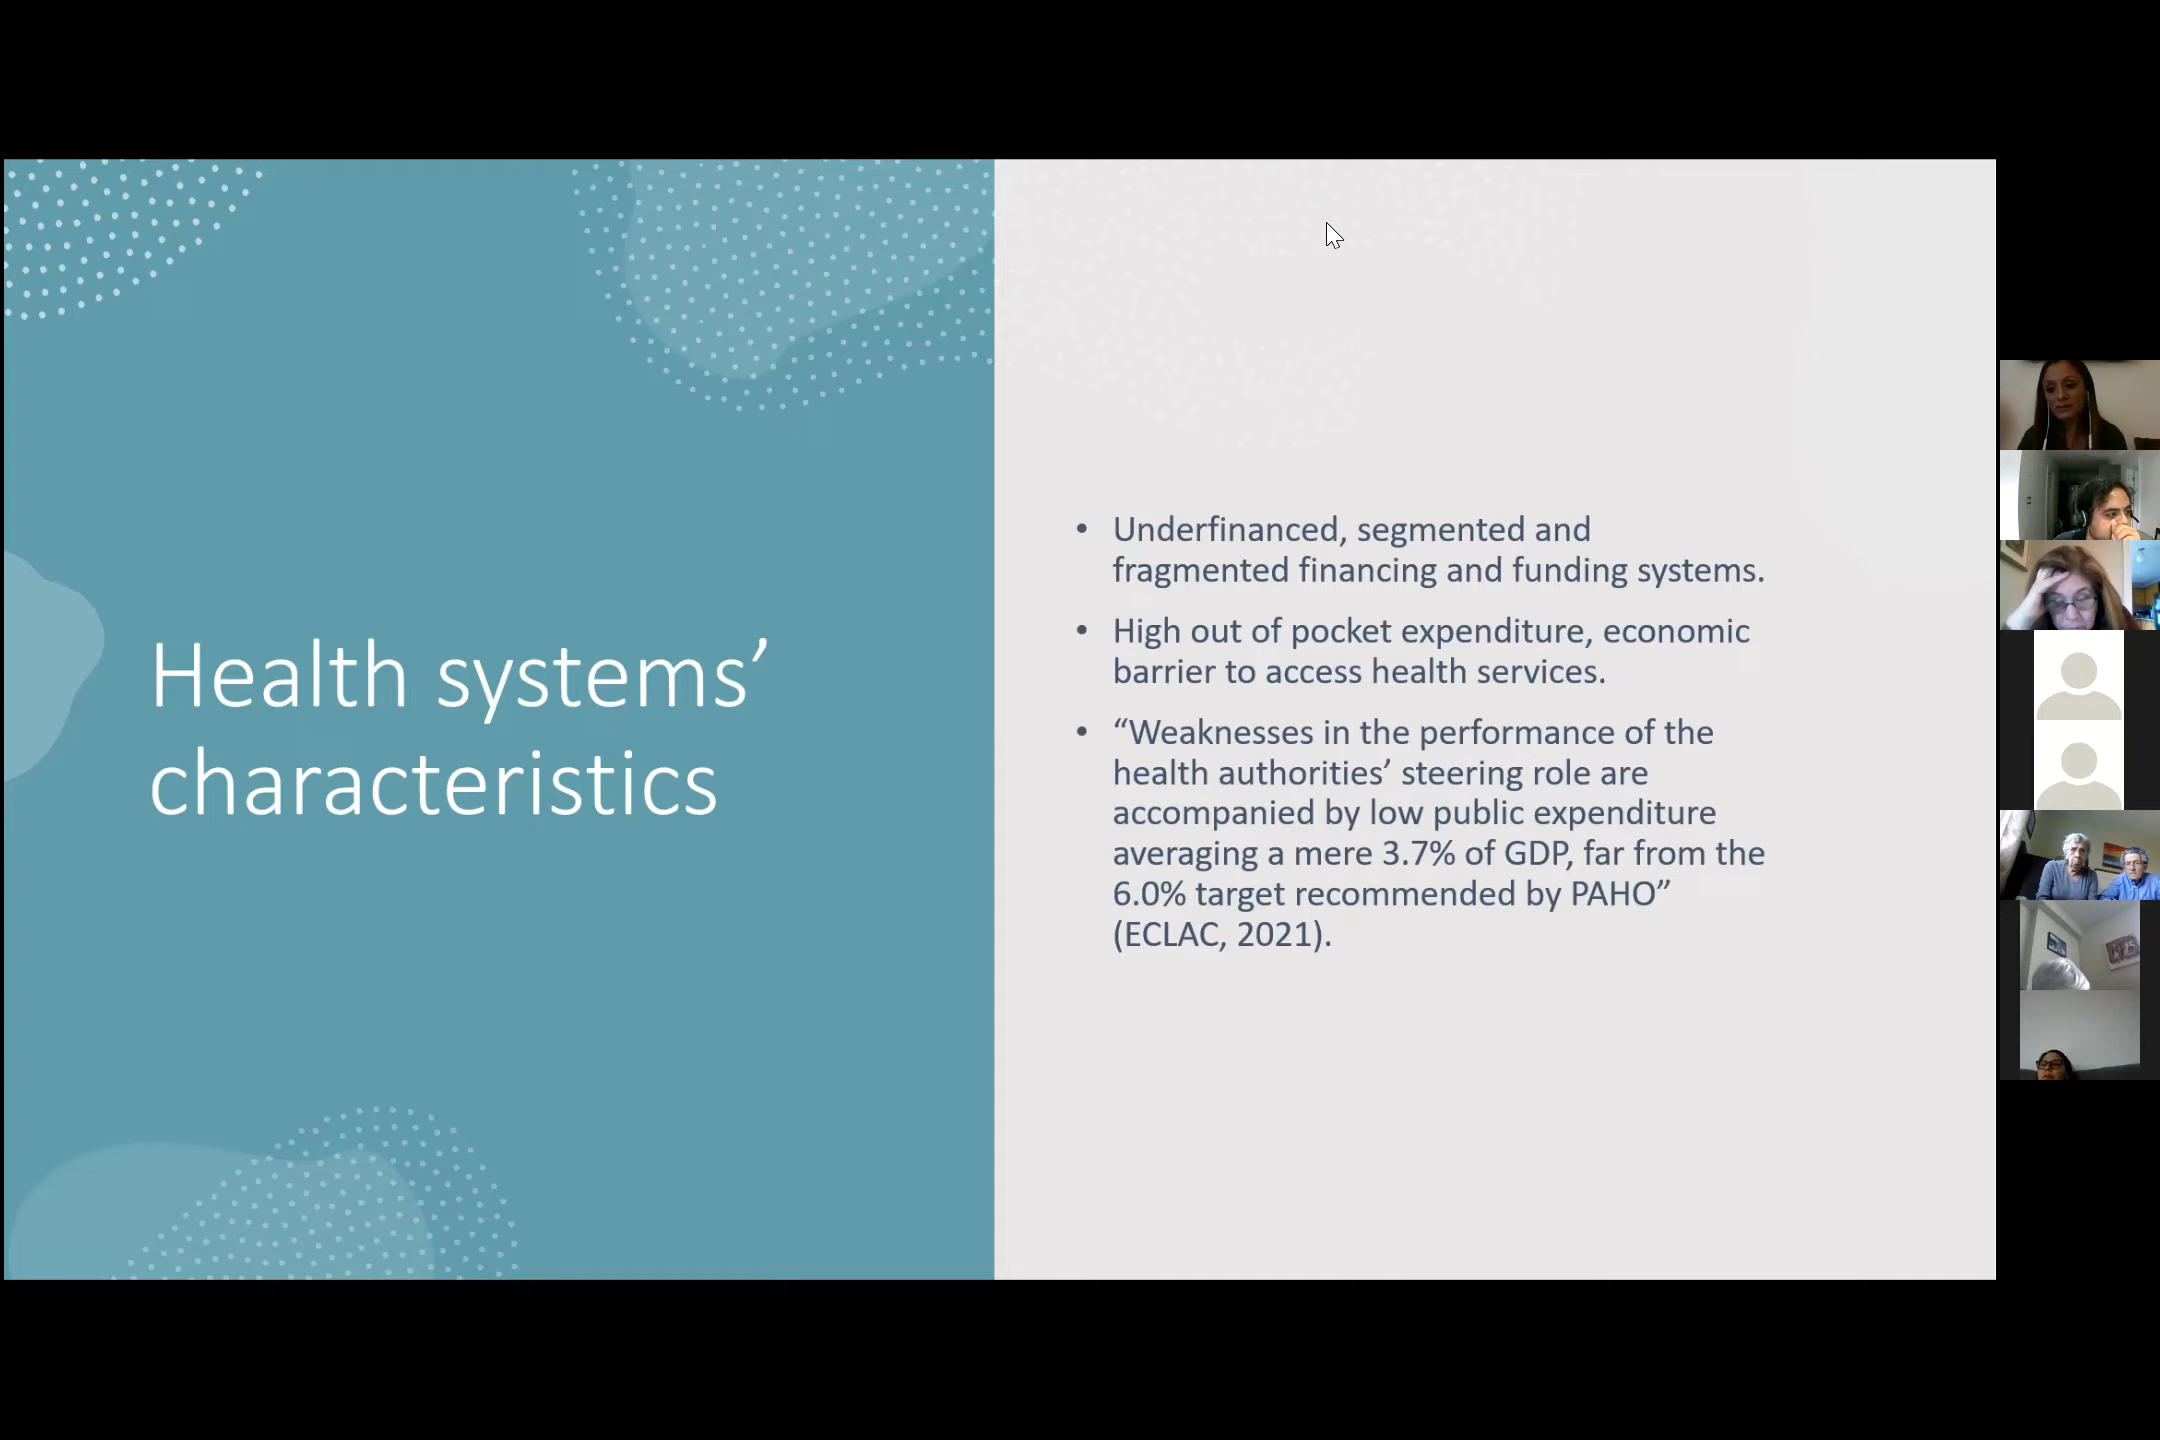 Health systems’
characteristics
• Underfinanced, segmented and
fragmented financing and funding systems.
• High out of pocket expenditure, economic
barrier to access health services.
• “Weaknesses in the performance of the
health authorities’ steering role are
accompanied by low public expenditure
averaging a mere 3.7% of GDP, far from the
6.0% target recommended by PAHO”
(ECLAC, 2021).